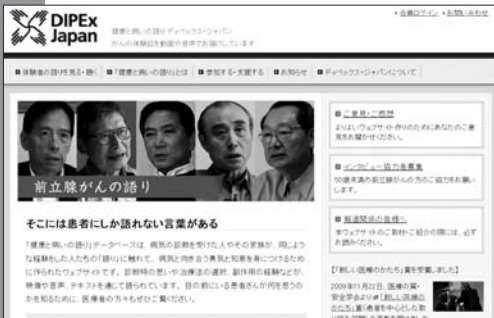 DIPEx
Japan
健康と病いの語り ディペックス・ジャパン
がんの体験談を動画や音声でお届けしています
会員ログイン
お問い合わせ
体験者の語りを見る・聴く
「健康と病いの語り」とは
参加する・支援する
お知らせ
ディペックス・ジャパンについて
前立腺がんの語り
そこには患者にしか語れない言葉がある
「健康と病いの語り」データベースは、病気の診断を受けた人やその家族が、同じよう
な経験をした人たちの「語り」に触れて、病気と向き合う勇気と知恵を身につけるため
に作られたウェブサイトです。診断時の思いや治療法の選択、副作用の経験などが、
映像や音声、テキストを通じて語られています。目の前にいる患者さんが何を思うの
かを知るために、医療者の方々もぜひご覧ください。
ご意見・ご感想
よりよいウェブサイト作りのためにあなたのご意
見をお聞かせください。
インタビュー協力者募集
50歳未満の前立腺がんの方のご協力をお願い
します。
報道関係の皆様へ
本ウェブサイトのご取材・ご紹介の際には、必ず
お読みください。
【「新しい医療のかたち」賞を受賞しました】
2009年11月22日、医療の質・
安全学会より「新しい医療の
かたち」賞(患者を中心とした取